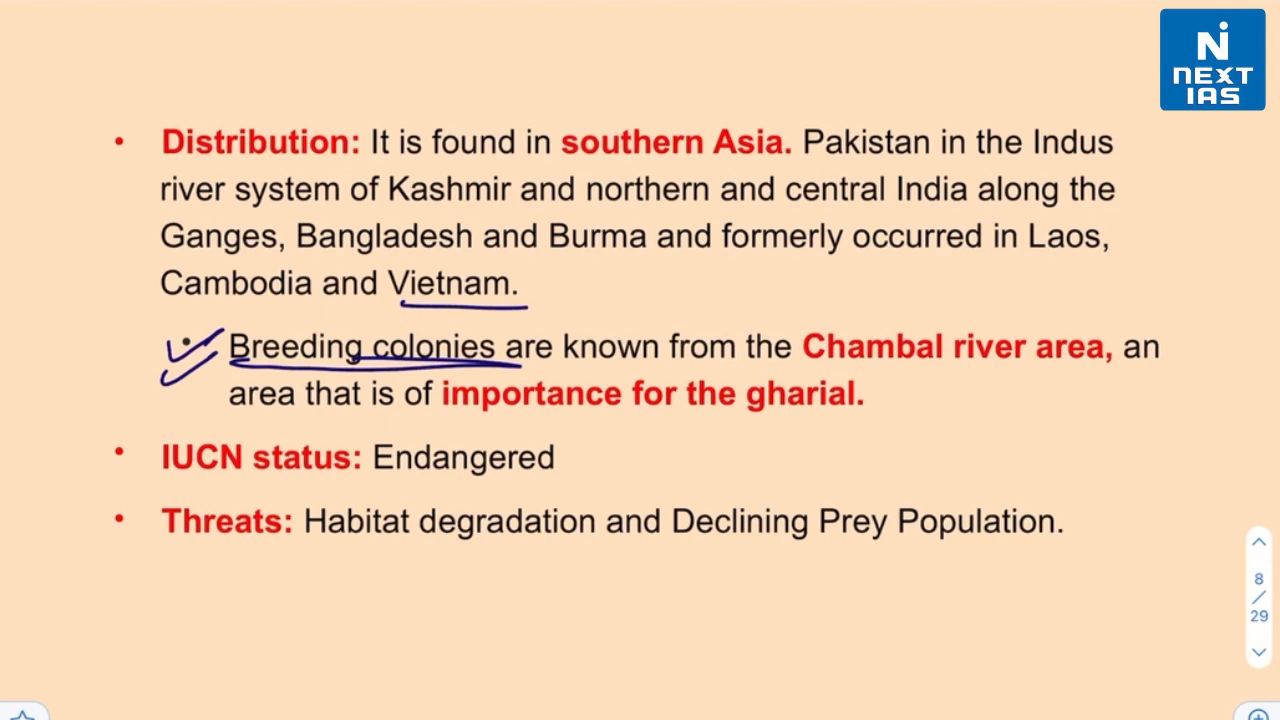 NEXT
IAS
• Distribution: It is found in southern Asia. Pakistan in the Indus
river system of Kashmir and northern and central India along the
Ganges, Bangladesh and Burma and formerly occurred in Laos,
Cambodia and Vietnam.
• Breeding colonies are known from the Chambal river area, an
area that is of importance for the gharial.
• IUCN status: Endangered
• Threats: Habitat degradation and Declining Prey Population.
8
/
29